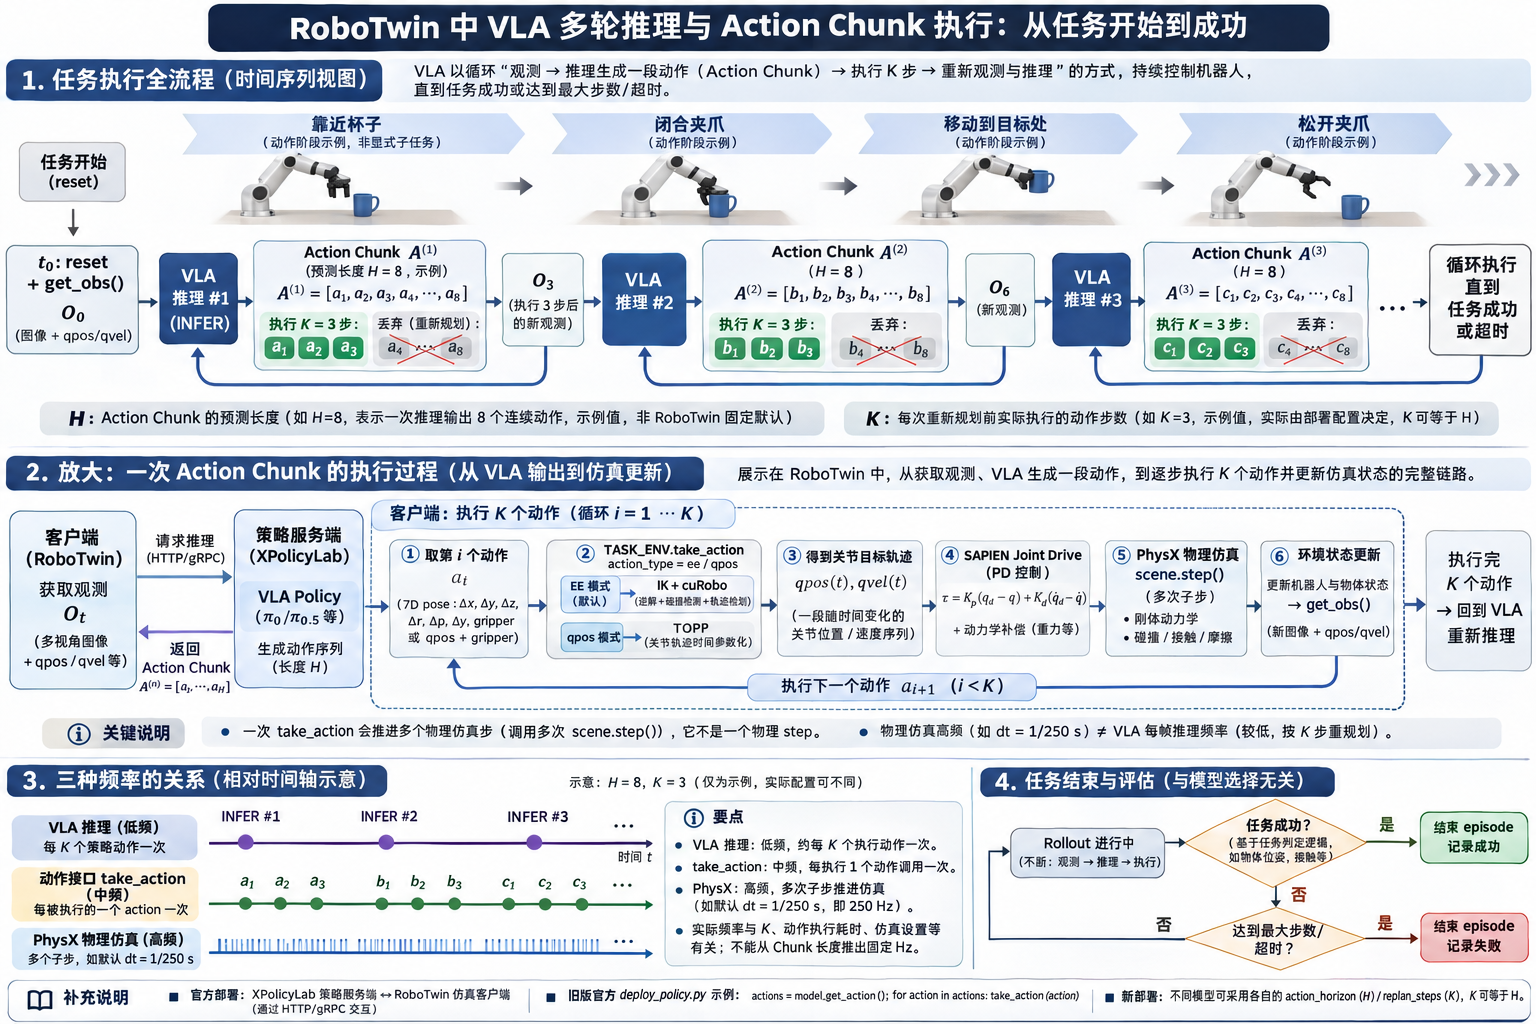 RoboTwin 中 VLA 多轮推理与 Action Chunk 执行：从任务开始到成功
1. 任务执行全流程（时间序列视图）
VLA 以循环 “观测 → 推理生成一段动作（Action Chunk）→ 执行 K 步 → 重新观测与推理” 的方式，持续控制机器人，
直到任务成功或达到最大步数/超时。
任务开始
(reset)
靠近杯子
（动作阶段示例，非显式子任务）
闭合夹爪
（动作阶段示例）
移动到目标处
（动作阶段示例）
松开夹爪
（动作阶段示例）
t₀: reset
+ get_obs()
O₀
(图像 + qpos/qvel)
VLA
推理 #1
(INFER)
Action Chunk A⁽¹⁾
（预测长度 H = 8 , 示例）
A⁽¹⁾ = [a₁, a₂, a₃, a₄, ⋯, a₈]
执行 K = 3 步：
a₁ a₂ a₃
丢弃（重新规划）:
a₄ ⋯ a₈
O₃
(执行 3 步后
的新观测)
VLA
推理 #2
Action Chunk A⁽²⁾
(H = 8 )
A⁽²⁾ = [b₁, b₂, b₃, b₄, ⋯, b₈]
执行 K = 3 步：
b₁ b₂ b₃
丢弃：
b₄ ⋯ b₈
O₆
(新观测)
VLA
推理 #3
Action Chunk A⁽³⁾
(H = 8 )
A⁽³⁾ = [c₁, c₂, c₃, c₄, ⋯, c₈]
执行 K = 3 步：
c₁ c₂ c₃
丢弃：
c₄ ⋯ c₈
⋯
循环执行
直到
任务成功
或超时
H：Action Chunk 的预测长度（如 H=8，表示一次推理输出 8 个连续动作，示例值，非 RoboTwin 固定默认）
K：每次重新规划前实际执行的动作步数（如 K=3，示例值，实际由部署配置决定，K 可等于 H）
2. 放大：一次 Action Chunk 的执行过程（从 VLA 输出到仿真更新）
展示在 RoboTwin 中，从获取观测、VLA 生成一段动作，到逐步执行 K 个动作并更新仿真状态的完整链路。
客户端
(RoboTwin)
获取观测
Oₜ
(多视角图像
+ qpos / qvel 等)
请求推理
(HTTP/gRPC)
返回
Action Chunk
A⁽ⁿ⁾ = [a₁, ⋯, a_H]
策略服务端
(XPolicyLab)
VLA Policy
(π₀/π₀.₅ 等)
生成动作序列
（长度 H）
客户端：执行 K 个动作（循环 i = 1 ⋯ K ）
① 取第 i 个动作
aₜ
(7D pose : Δx, Δy, Δz,
Δr, Δp, Δy, gripper
或 qpos + gripper)
② TASK_ENV.take_action
action_type = ee / qpos
EE 模式
(默认)
IK + cuRobo
(逆解+碰撞检测+轨迹检划)
qpos 模式
TOPP
(关节轨迹时间参数化)
③ 得到关节目标轨迹
qpos(t), qvel(t)
(一段随时间变化的
关节位置 / 速度序列)
④ SAPIEN Joint Drive
(PD 控制)
τ = Kₚ(q_d − q) + K_d(q̇_d − q̇)
+ 动力学补偿（重力等）
⑤ PhysX 物理仿真
scene.step()
(多次子步)
• 刚体动力学
• 碰撞 / 接触 / 摩擦
⑥ 环境状态更新
更新机器人与物体状态
→ get_obs()
(新图像 + qpos/qvel)
执行下一个动作 aᵢ₊₁ (i < K)
执行完
K 个动作
→ 回到 VLA
重新推理
关键说明
• 一次 take_action 会推进多个物理仿真步（调用多次 scene.step()），它不是一个物理 step。
• 物理仿真高频（如 dt = 1/250 s）≠ VLA 每帧推理频率（较低，按 K 步重规划）。
3. 三种频率的关系（相对时间轴示意）
示意：H = 8，K = 3（仅为示例，实际配置可不同）
VLA 推理（低频）
每 K 个策略动作一次
INFER #1 INFER #2 INFER #3 ⋯
时间 t
动作接口 take_action
（中频）
每被执行的一个 action 一次
a₁ a₂ a₃ b₁ b₂ b₃ c₁ c₂ c₃ ⋯
PhysX 物理仿真（高频）
多个子步，如默认 dt = 1/250 s
⋯
要点
• VLA 推理：低频，约每 K 个执行动作一次。
• take_action：中频，每执行 1 个动作调用一次。
• PhysX：高频，多次子步推进仿真
（如默认 dt = 1/250 s，即 250 Hz）。
• 实际频率与 K、动作执行耗时、仿真设置等
有关；不能从 Chunk 长度推出固定 Hz。
4. 任务结束与评估（与模型选择无关）
Rollout 进行中
（不断：观测 → 推理 → 执行）
任务成功？
（基于任务判定逻辑，
如物体位姿，接触等）
是
结束 episode
记录成功
否
达到最大步数/
超时？
否
是
结束 episode
记录失败
补充说明
■ 官方部署：XPolicyLab 策略服务端 ↔ RoboTwin 仿真客户端
（通过 HTTP/gRPC 交互）
■ 旧版官方 deploy_policy.py 示例： actions = model.get_action(); for action in actions: take_action(action)
■ 新部署：不同模型可采用各自的 action_horizon (H) / replan_steps (K)，K 可等于 H。